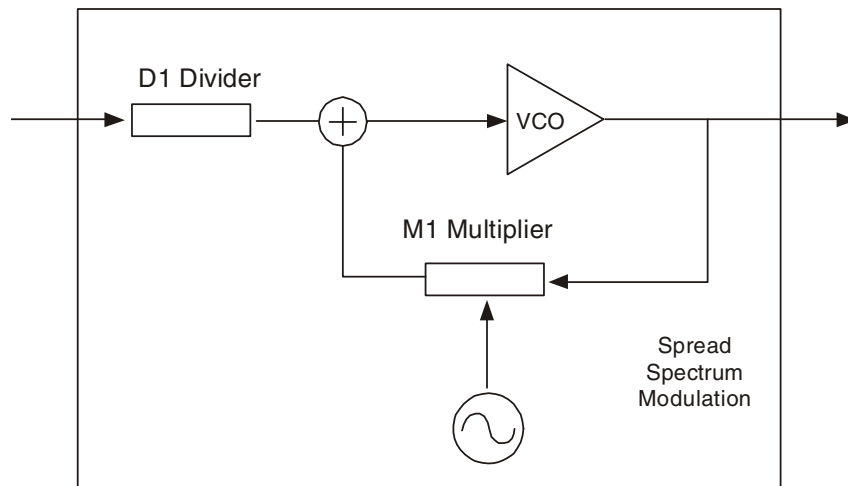 D1 Divider
VCO
M1 Multiplier
Spread
Spectrum
Modulation